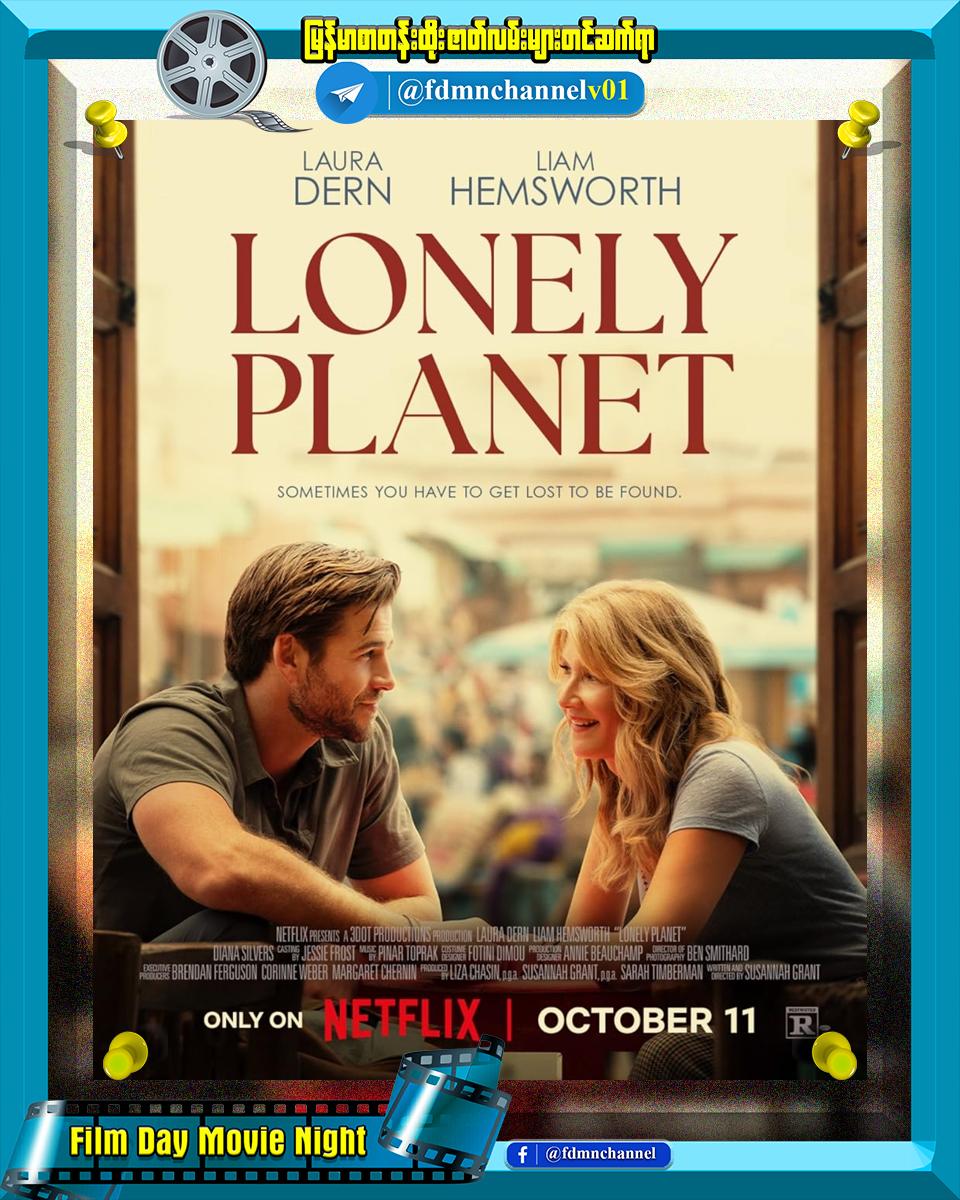 မြန်မာစာတန်းထိုးဇာတ်လမ်းများတင်ဆက်ရာ
@fdmnchannelv01
LAURA DERN
LIAM HEMSWORTH
LONELY
PLANET
SOMETIMES YOU HAVE TO GET LOST TO BE FOUND.
NETFLIX PRESENTS A 3DOT PRODUCTIONS PRODUCTION LAURA DERN LIAM HEMSWORTH "LONELY PLANET"
DIANA SILVERS CASTING BY JESSIE FROST MUSIC BY PINAR TOPRAK COSTUME DESIGNER FOTINI DIMOU PRODUCTION DESIGNER ANNIE BEAUCHAMP DIRECTOR OF PHOTOGRAPHY BEN SMITHARD
EXECUTIVE PRODUCERS BRENDAN FERGUSON CORINNE WEBER MARGARET CHERNIN PRODUCED BY LIZA CHASIN, p.g.a. SUSANNAH GRANT, p.g.a. SARAH TIMBERMAN WRITTEN AND DIRECTED BY SUSANNAH GRANT
ONLY ON NETFLIX | OCTOBER 11
RESTRICTED R
Film Day Movie Night
@fdmnchannel